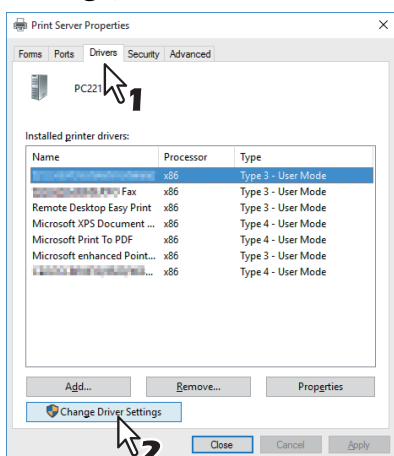 Print Server Properties
Forms Ports Drivers Security Advanced
PC221
1
Installed printer drivers:
Name Processor Type
x86 Type 3 - User Mode
Fax x86 Type 3 - User Mode
Remote Desktop Easy Print x86 Type 3 - User Mode
Microsoft XPS Document ... x86 Type 4 - User Mode
Microsoft Print To PDF x86 Type 4 - User Mode
Microsoft enhanced Point... x86 Type 3 - User Mode
... x86 Type 4 - User Mode
Add... Remove... Properties
Change Driver Settings
2
Close Cancel Apply